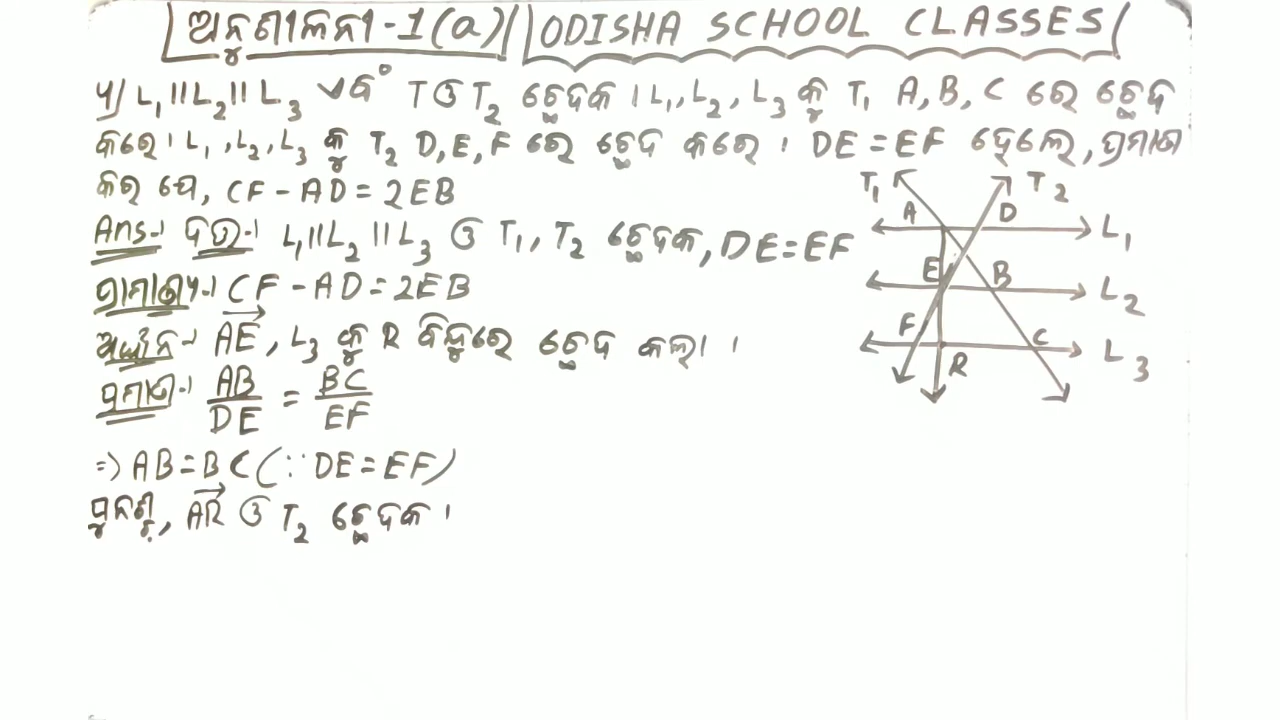 ଅନୁଶୀଳନୀ-1(a) ODISHA SCHOOL CLASSES
୪) L₁||L₂||L₃ ଏବଂ T ଓ T₂ ଛେଦକ । L₁, L₂, L₃ କୁ T₁ A, B, C ରେ ଛେଦ
କରେ । L₁, L₂, L₃ କୁ T₂ D, E, F ରେ ଛେଦ କରେ । DE = EF ହେଲେ, ପ୍ରମାଣ
କର ଯେ, CF - AD = 2EB
Ans:- ଦତ୍ତ:- L₁||L₂||L₃ ଓ T₁, T₂ ଛେଦକ, DE = EF
ପ୍ରାମାଣ୍ୟ:- CF - AD = 2EB
ଅଙ୍କନ:- AE, L₃ କୁ R ବିନ୍ଦୁରେ ଛେଦ କଲା ।
ପ୍ରମାଣ:- AB/DE = BC/EF
=> AB = BC (∵ DE = EF)
ପୁନଶ୍ଚ, AR ଓ T₂ ଛେଦକ ।
T₁ T₂
A D L₁
E B L₂
F C L₃
R